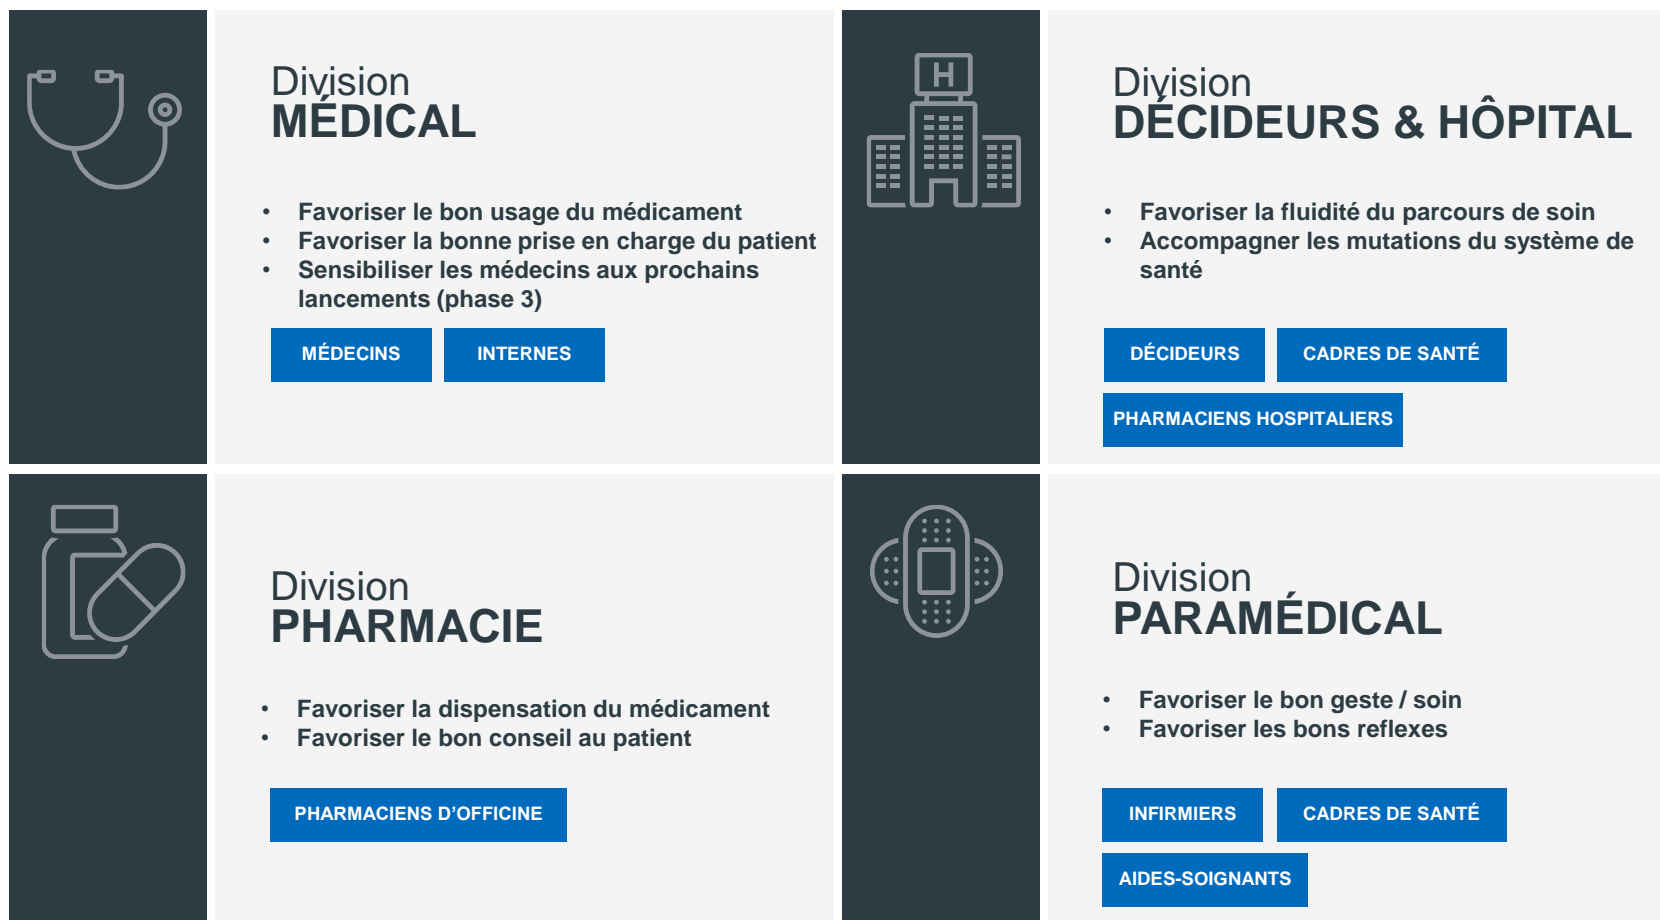 Division
MÉDICAL
• Favoriser le bon usage du médicament
• Favoriser la bonne prise en charge du patient
• Sensibiliser les médecins aux prochains
lancements (phase 3)
MÉDECINS
INTERNES
H
Division
DÉCIDEURS & HÔPITAL
• Favoriser la fluidité du parcours de soin
• Accompagner les mutations du système de
santé
DÉCIDEURS
CADRES DE SANTÉ
PHARMACIENS HOSPITALIERS
Division
PHARMACIE
• Favoriser la dispensation du médicament
• Favoriser le bon conseil au patient
PHARMACIENS D’OFFICINE
Division
PARAMÉDICAL
• Favoriser le bon geste / soin
• Favoriser les bons reflexes
INFIRMIERS
CADRES DE SANTÉ
AIDES-SOIGNANTS